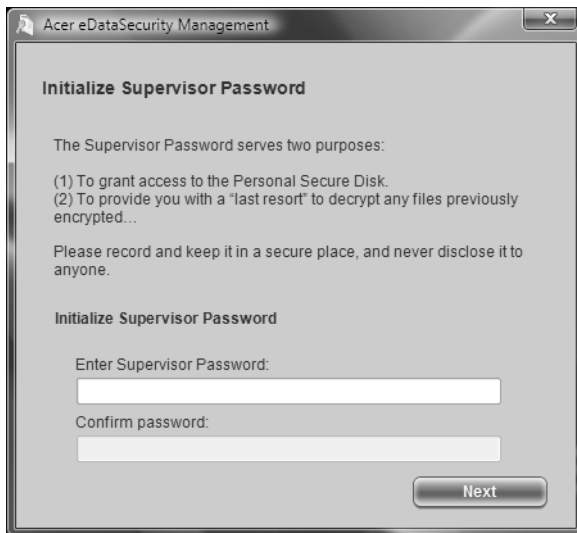 Acer eDataSecurity Management
Initialize Supervisor Password
The Supervisor Password serves two purposes:
(1) To grant access to the Personal Secure Disk.
(2) To provide you with a “last resort” to decrypt any files previously
encrypted...
Please record and keep it in a secure place, and never disclose it to
anyone.
Initialize Supervisor Password
Enter Supervisor Password:
Confirm password:
Next